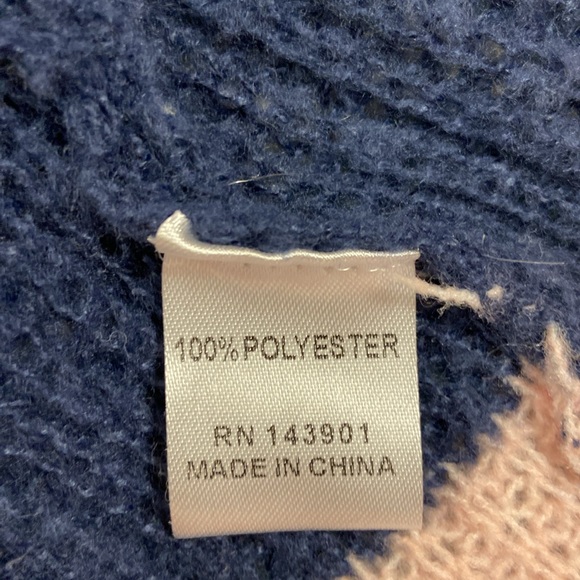 100% POLYESTER
RN 143901
MADE IN CHINA